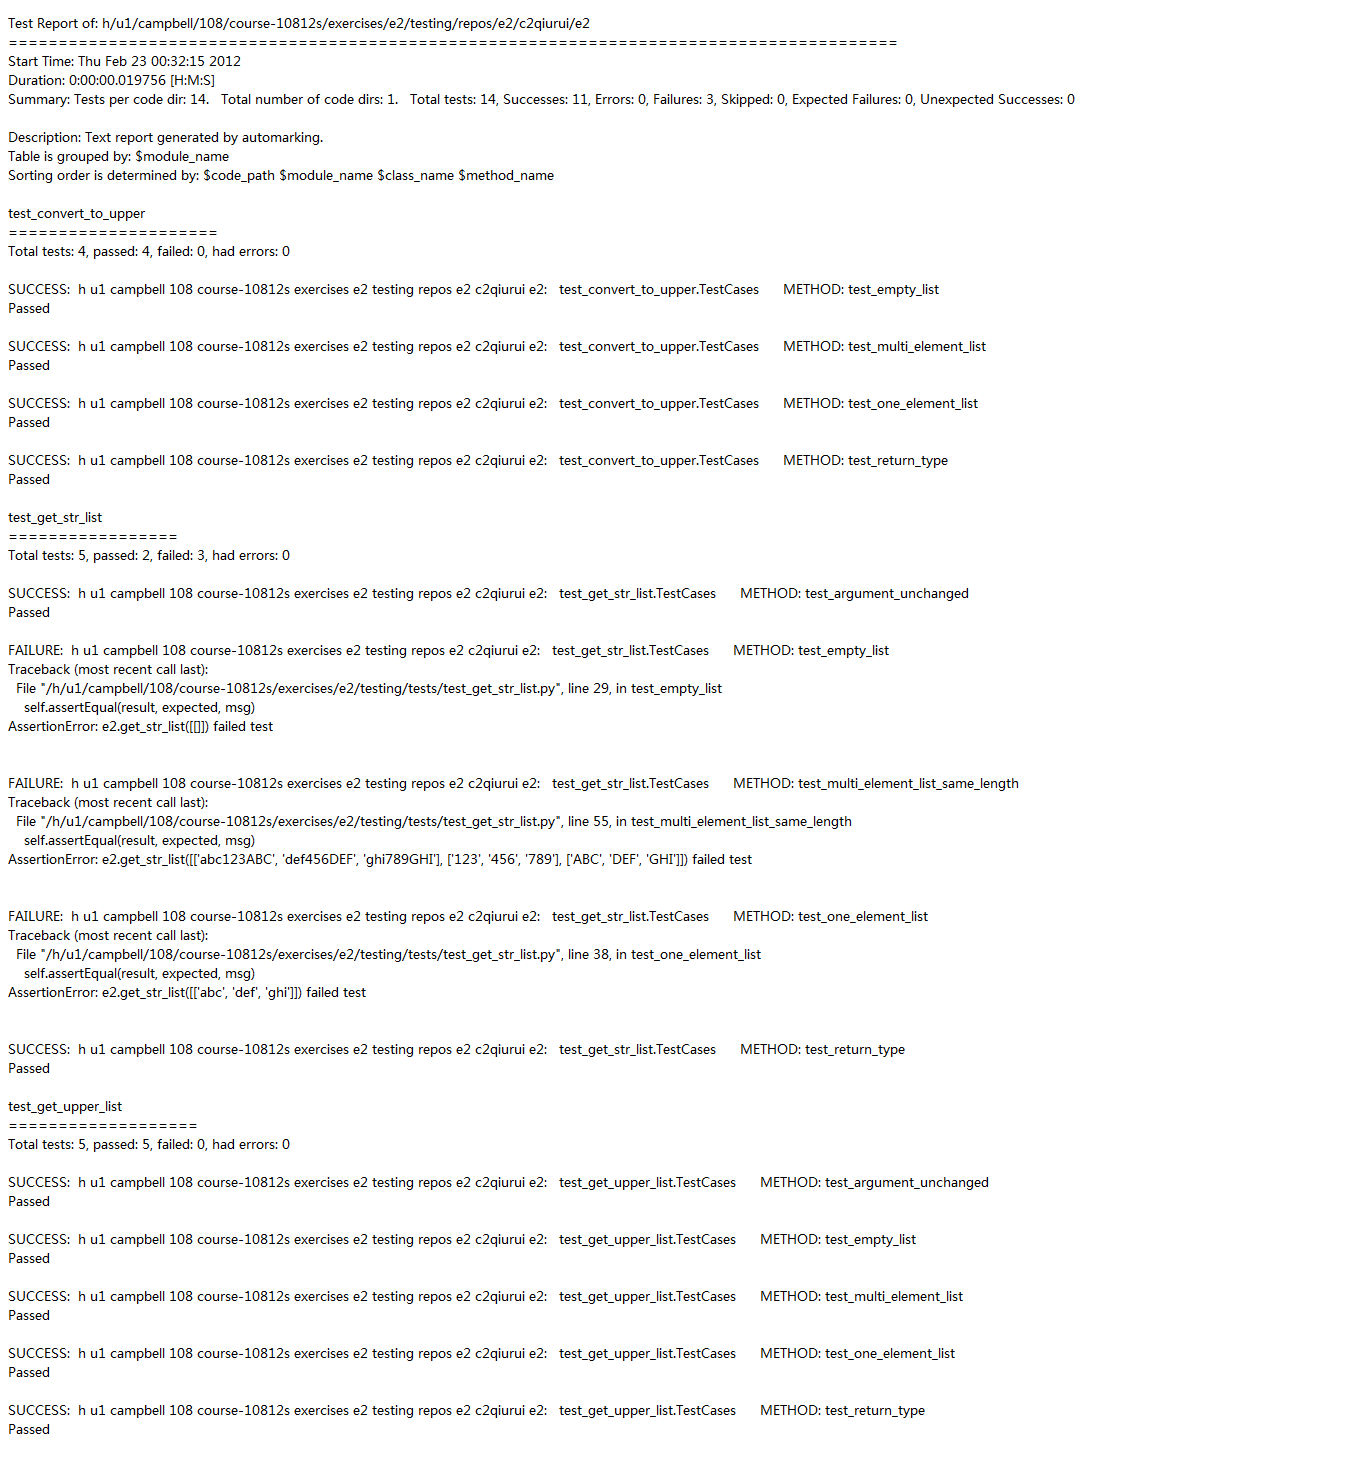 Test Report of: h/u1/campbell/108/course-10812s/exercises/e2/testing/repos/e2/c2qiurui/e2
=========================================================================================
Start Time: Thu Feb 23 00:32:15 2012
Duration: 0:00:00.019756 [H:M:S]
Summary: Tests per code dir: 14.   Total number of code dirs: 1.   Total tests: 14, Successes: 11, Errors: 0, Failures: 3, Skipped: 0, Expected Failures: 0, Unexpected Successes: 0
Description: Text report generated by automarking.
Table is grouped by: $module_name
Sorting order is determined by: $code_path $module_name $class_name $method_name
test_convert_to_upper
=====================
Total tests: 4, passed: 4, failed: 0, had errors: 0
SUCCESS:  h u1 campbell 108 course-10812s exercises e2 testing repos e2 c2qiurui e2:   test_convert_to_upper.TestCases      METHOD: test_empty_list
Passed
SUCCESS:  h u1 campbell 108 course-10812s exercises e2 testing repos e2 c2qiurui e2:   test_convert_to_upper.TestCases      METHOD: test_multi_element_list
Passed
SUCCESS:  h u1 campbell 108 course-10812s exercises e2 testing repos e2 c2qiurui e2:   test_convert_to_upper.TestCases      METHOD: test_one_element_list
Passed
SUCCESS:  h u1 campbell 108 course-10812s exercises e2 testing repos e2 c2qiurui e2:   test_convert_to_upper.TestCases      METHOD: test_return_type
Passed
test_get_str_list
=================
Total tests: 5, passed: 2, failed: 3, had errors: 0
SUCCESS:  h u1 campbell 108 course-10812s exercises e2 testing repos e2 c2qiurui e2:   test_get_str_list.TestCases      METHOD: test_argument_unchanged
Passed
FAILURE:  h u1 campbell 108 course-10812s exercises e2 testing repos e2 c2qiurui e2:   test_get_str_list.TestCases      METHOD: test_empty_list
Traceback (most recent call last):
  File "/h/u1/campbell/108/course-10812s/exercises/e2/testing/tests/test_get_str_list.py", line 29, in test_empty_list
    self.assertEqual(result, expected, msg)
AssertionError: e2.get_str_list([[]]) failed test
FAILURE:  h u1 campbell 108 course-10812s exercises e2 testing repos e2 c2qiurui e2:   test_get_str_list.TestCases      METHOD: test_multi_element_list_same_length
Traceback (most recent call last):
  File "/h/u1/campbell/108/course-10812s/exercises/e2/testing/tests/test_get_str_list.py", line 55, in test_multi_element_list_same_length
    self.assertEqual(result, expected, msg)
AssertionError: e2.get_str_list([['abc123ABC', 'def456DEF', 'ghi789GHI'], ['123', '456', '789'], ['ABC', 'DEF', 'GHI']]) failed test
FAILURE:  h u1 campbell 108 course-10812s exercises e2 testing repos e2 c2qiurui e2:   test_get_str_list.TestCases      METHOD: test_one_element_list
Traceback (most recent call last):
  File "/h/u1/campbell/108/course-10812s/exercises/e2/testing/tests/test_get_str_list.py", line 38, in test_one_element_list
    self.assertEqual(result, expected, msg)
AssertionError: e2.get_str_list([['abc', 'def', 'ghi']]) failed test
SUCCESS:  h u1 campbell 108 course-10812s exercises e2 testing repos e2 c2qiurui e2:   test_get_str_list.TestCases      METHOD: test_return_type
Passed
test_get_upper_list
===================
Total tests: 5, passed: 5, failed: 0, had errors: 0
SUCCESS:  h u1 campbell 108 course-10812s exercises e2 testing repos e2 c2qiurui e2:   test_get_upper_list.TestCases      METHOD: test_argument_unchanged
Passed
SUCCESS:  h u1 campbell 108 course-10812s exercises e2 testing repos e2 c2qiurui e2:   test_get_upper_list.TestCases      METHOD: test_empty_list
Passed
SUCCESS:  h u1 campbell 108 course-10812s exercises e2 testing repos e2 c2qiurui e2:   test_get_upper_list.TestCases      METHOD: test_multi_element_list
Passed
SUCCESS:  h u1 campbell 108 course-10812s exercises e2 testing repos e2 c2qiurui e2:   test_get_upper_list.TestCases      METHOD: test_one_element_list
Passed
SUCCESS:  h u1 campbell 108 course-10812s exercises e2 testing repos e2 c2qiurui e2:   test_get_upper_list.TestCases      METHOD: test_return_type
Passed